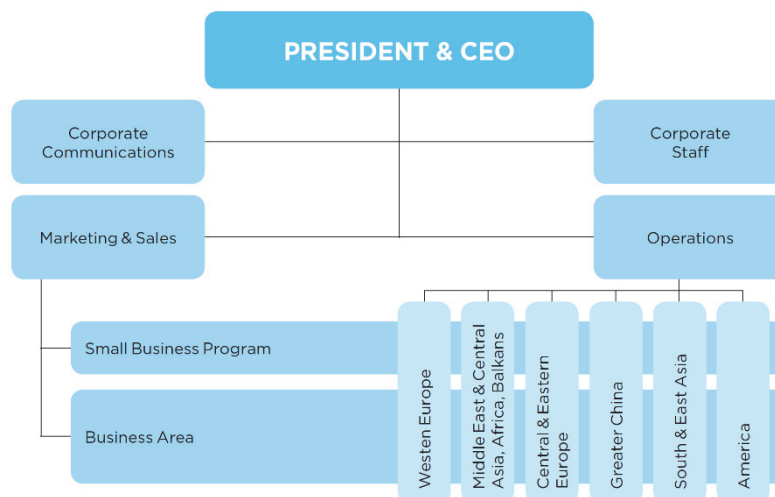 PRESIDENT & CEO
Corporate
Communications
Corporate
Staff
Marketing & Sales
Operations
Small Business Program
Business Area
Westen Europe
Middle East & Central
Asia, Africa, Balkans
Central & Eastern
Europe
Greater China
South & East Asia
America